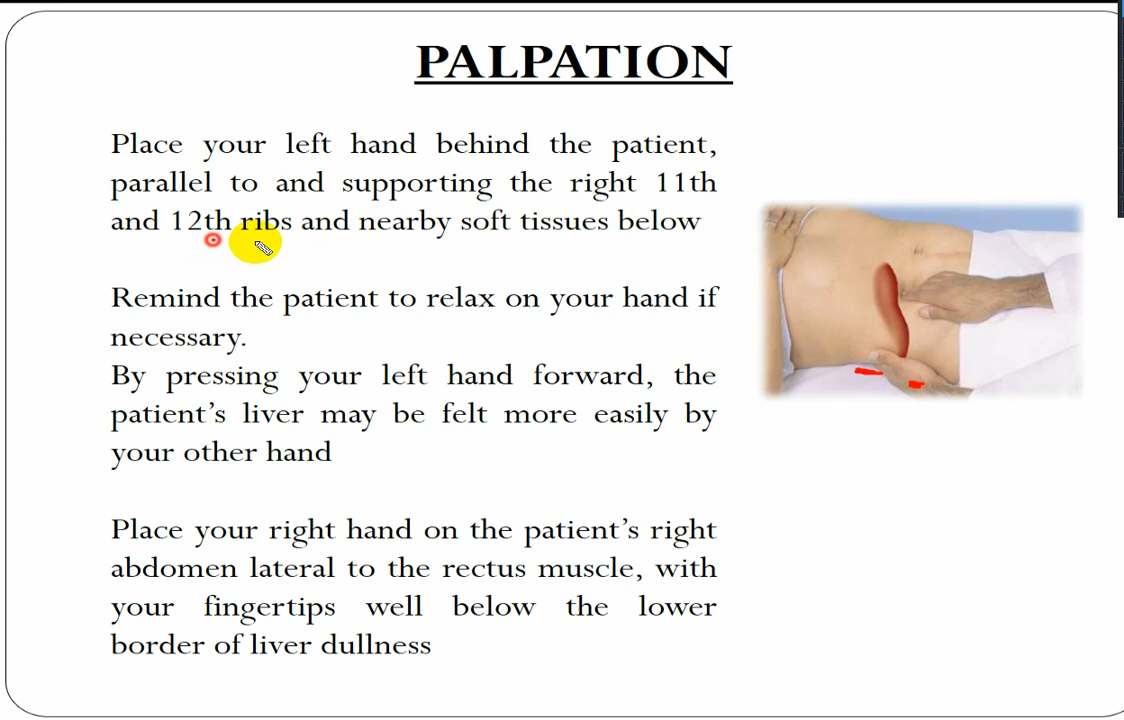 PALPATION
Place your left hand behind the patient,
parallel to and supporting the right 11th
and 12th ribs and nearby soft tissues below
Remind the patient to relax on your hand if
necessary.
By pressing your left hand forward, the
patient’s liver may be felt more easily by
your other hand
Place your right hand on the patient’s right
abdomen lateral to the rectus muscle, with
your fingertips well below the lower
border of liver dullness